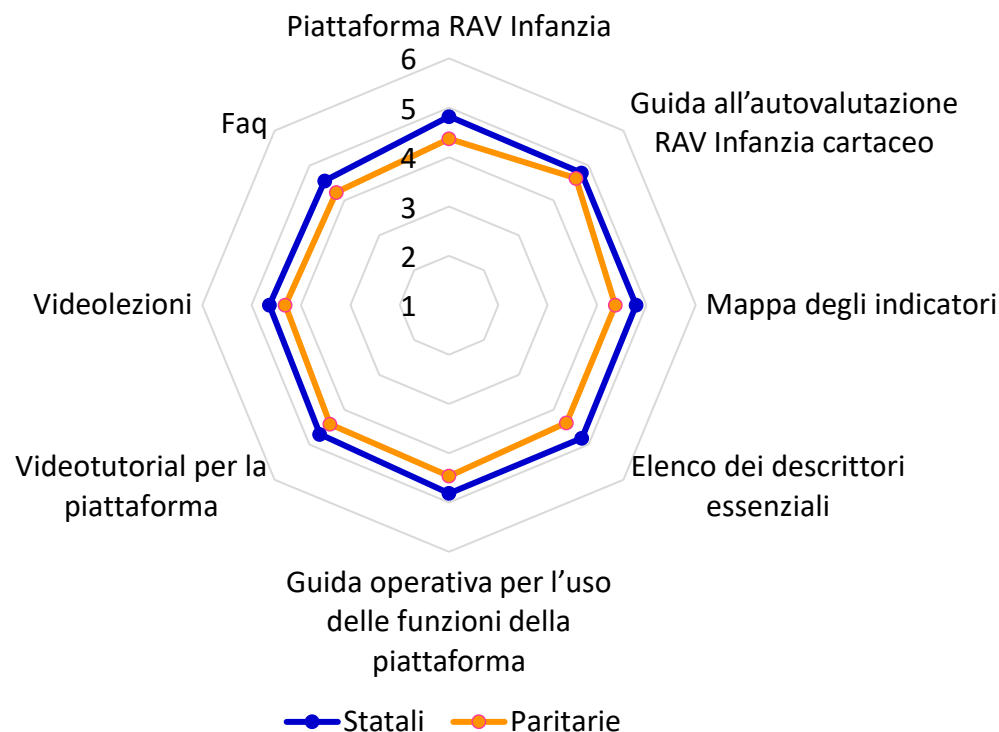 Piattaforma RAV Infanzia
6
5
4
3
2
1
Guida all’autovalutazione
RAV Infanzia cartaceo
Mappa degli indicatori
Elenco dei descrittori
essenziali
Guida operativa per l’uso
delle funzioni della
piattaforma
Videotutorial per la
piattaforma
Videolezioni
Faq
Statali
Paritarie